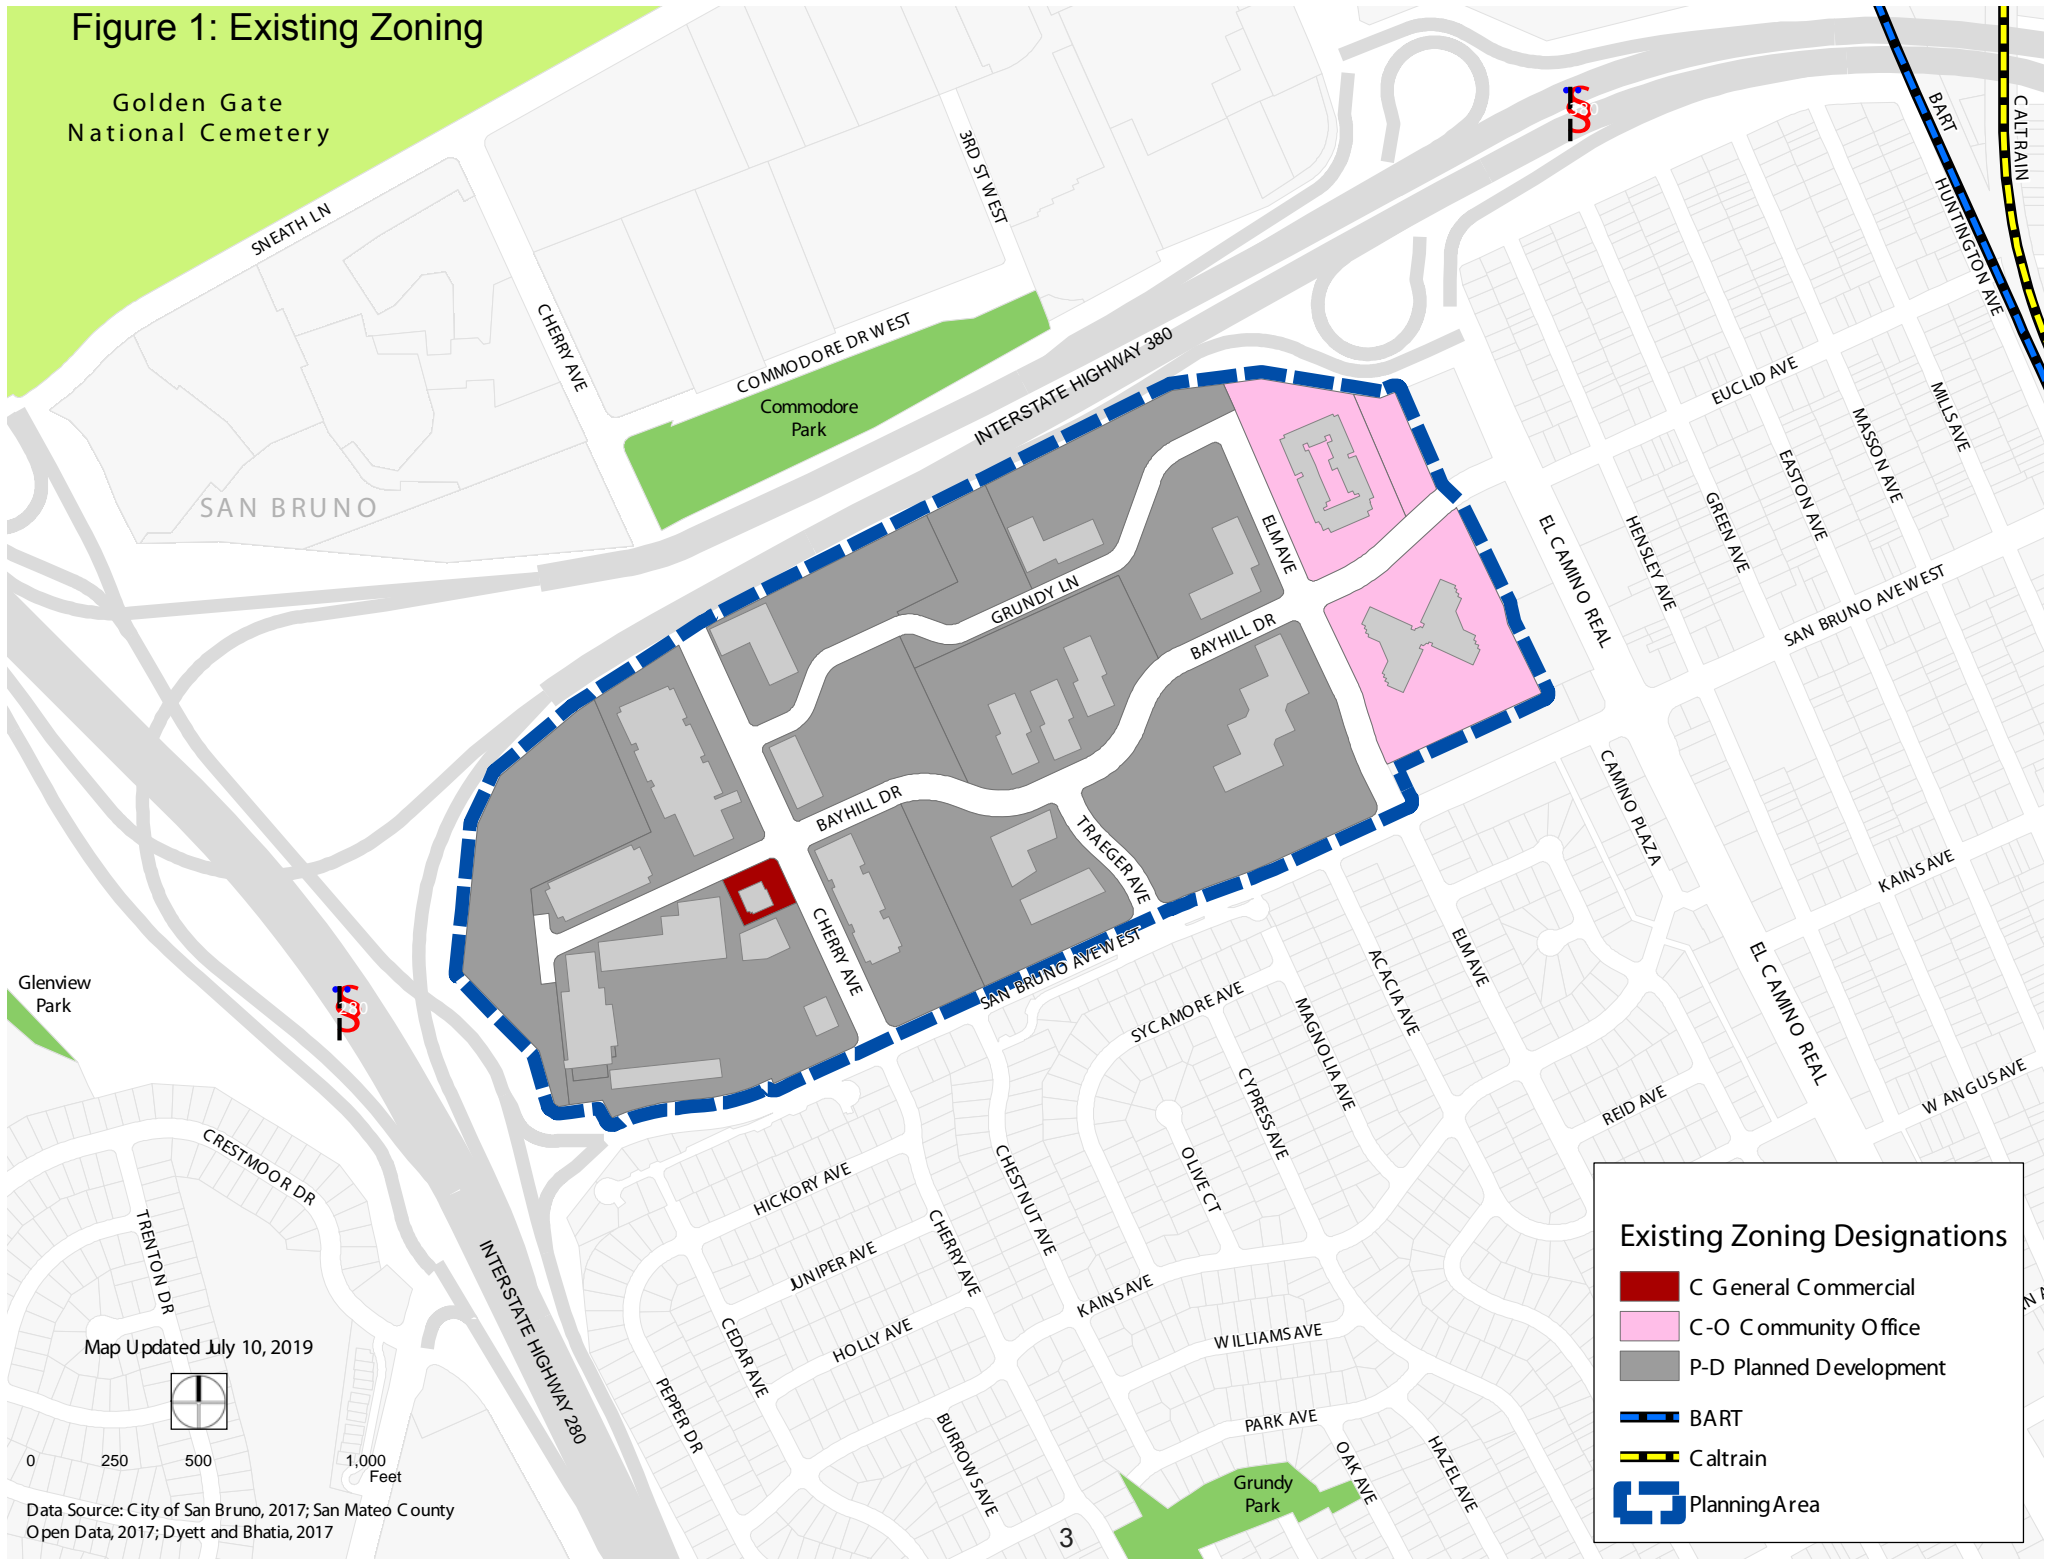 Figure 1: Existing Zoning
Golden Gate
National Cemetery
SNEATH LN
CHERRY AVE
3RD ST WEST
COMMODORE DR WEST
Commodore
Park
INTERSTATE HIGHWAY 380
380
BART
CALTRAIN
HUNTINGTON AVE
EUCLID AVE
MILLS AVE
MASSON AVE
EASTON AVE
GREEN AVE
HENSLEY AVE
EL CAMINO REAL
SAN BRUNO AVE WEST
SAN BRUNO
ELM AVE
GRUNDY LN
BAYHILL DR
BAYHILL DR
TRAEGER AVE
CHERRY AVE
SAN BRUNO AVE WEST
CAMINO PLAZA
KAINS AVE
EL CAMINO REAL
W ANGUS AVE
REID AVE
ELM AVE
ACACIA AVE
MAGNOLIA AVE
SYCAMORE AVE
CYPRESS AVE
OLIVE CT
CHESTNUT AVE
CHERRY AVE
HICKORY AVE
JUNIPER AVE
HOLLY AVE
KAINS AVE
WILLIAMS AVE
PARK AVE
OAK AVE
HAZEL AVE
BURROWS AVE
CEDAR AVE
PEPPER DR
INTERSTATE HIGHWAY 280
280
Glenview
Park
CRESTMOOR DR
TRENTON DR
Grundy
Park
Map Updated July 10, 2019
0 250 500 1,000
Feet
Data Source: City of San Bruno, 2017; San Mateo County
Open Data, 2017; Dyett and Bhatia, 2017
3
Existing Zoning Designations
C General Commercial
C-O Community Office
P-D Planned Development
BART
Caltrain
Planning Area